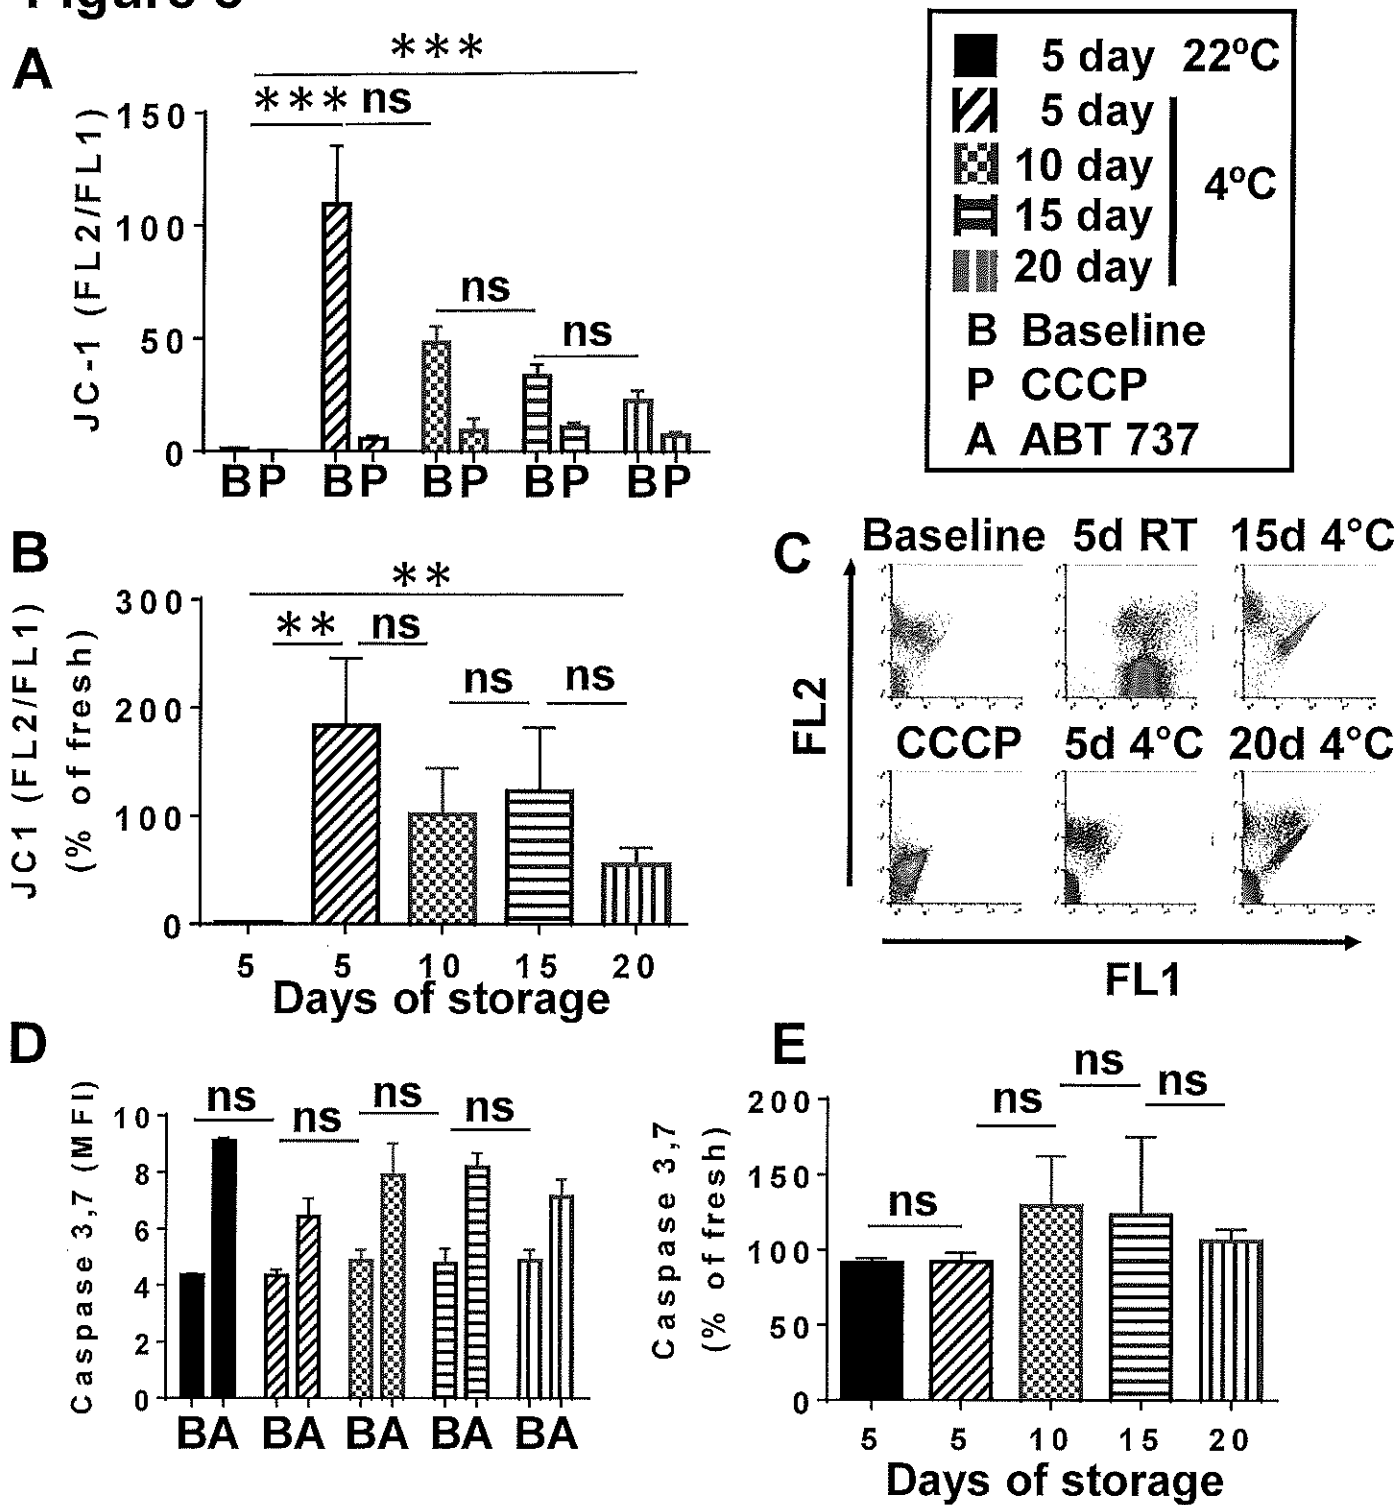 A
***
*** ns
ns
ns
JC-1 (FL2/FL1)
150
100
50
0
B P B P B P B P B P
5 day 22ºC
5 day
10 day
15 day
20 day
4ºC
B Baseline
P CCCP
A ABT 737
B
**
** ns
ns ns
JC1 (FL2/FL1)
(% of fresh)
300
200
100
0
5 5 10 15 20
Days of storage
C
Baseline 5d RT 15d 4°C
CCCP 5d 4°C 20d 4°C
FL2
FL1
D
ns ns ns ns
Caspase 3,7 (MFI)
10
8
6
4
2
0
BA BA BA BA BA
E
ns
ns
ns
ns
Caspase 3,7
(% of fresh)
200
150
100
50
0
5 5 10 15 20
Days of storage